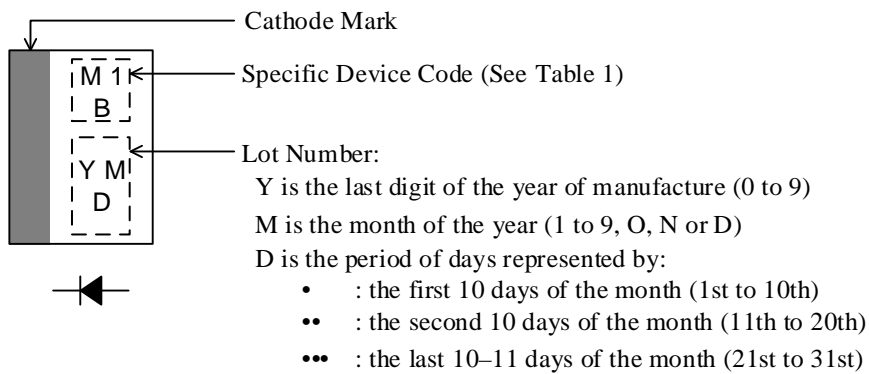 Cathode Mark
M 1
B
Specific Device Code (See Table 1)
Y M
D
Lot Number:
Y is the last digit of the year of manufacture (0 to 9)
M is the month of the year (1 to 9, O, N or D)
D is the period of days represented by:
• : the first 10 days of the month (1st to 10th)
•• : the second 10 days of the month (11th to 20th)
••• : the last 10–11 days of the month (21st to 31st)